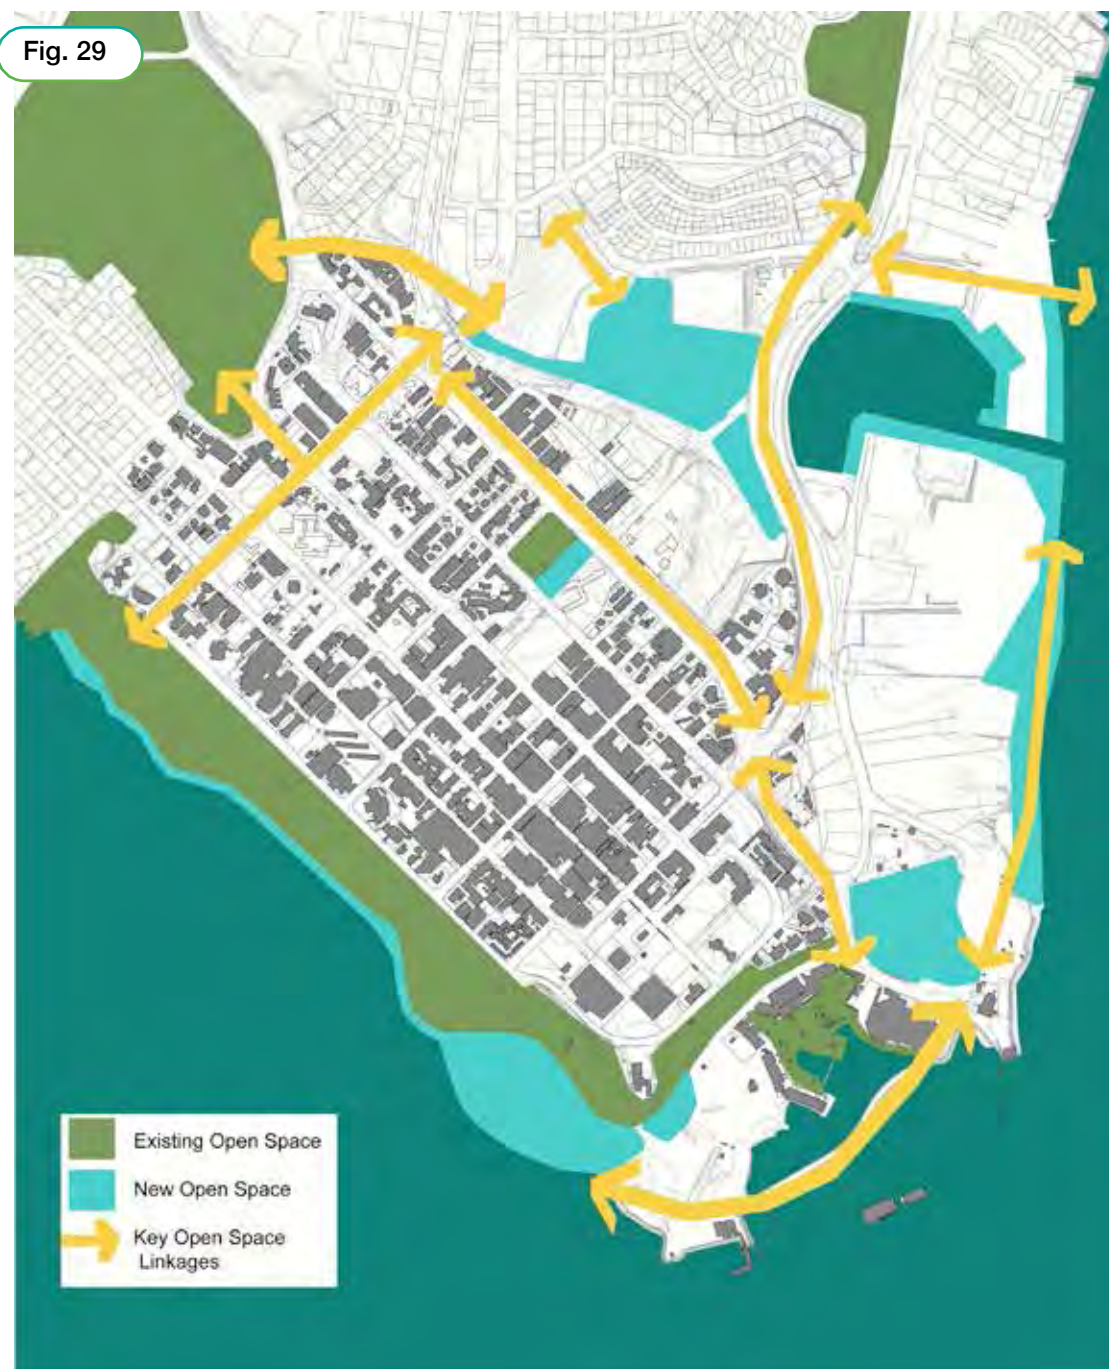 Fig. 29
Existing Open Space
New Open Space
Key Open Space
Linkages